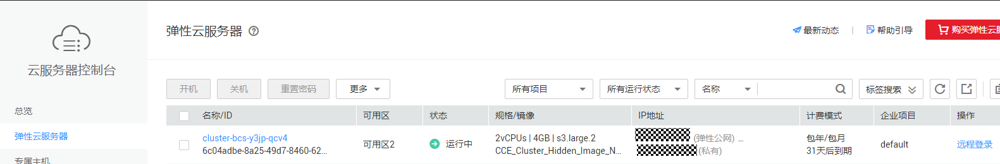 弹性云服务器 ?
最新动态 | 帮助引导 购买弹性云
云服务器控制台
开机 关机 重置密码 更多 所有项目 所有运行状态 名称 标签搜索
总览
名称/ID 可用区 状态 规格/镜像 IP地址 计费模式 企业项目 操作
弹性云服务器
cluster-bcs-y3jp-qcv4 2vCPUs | 4GB | s3.large.2 (弹性公网) ... 包年/包月
可用区2 运行中 default 远程登录
6c04adbe-8a25-49d7-8460-62... CCE_Cluster_Hidden_Image_N... (私有) 31天后到期
专属主机